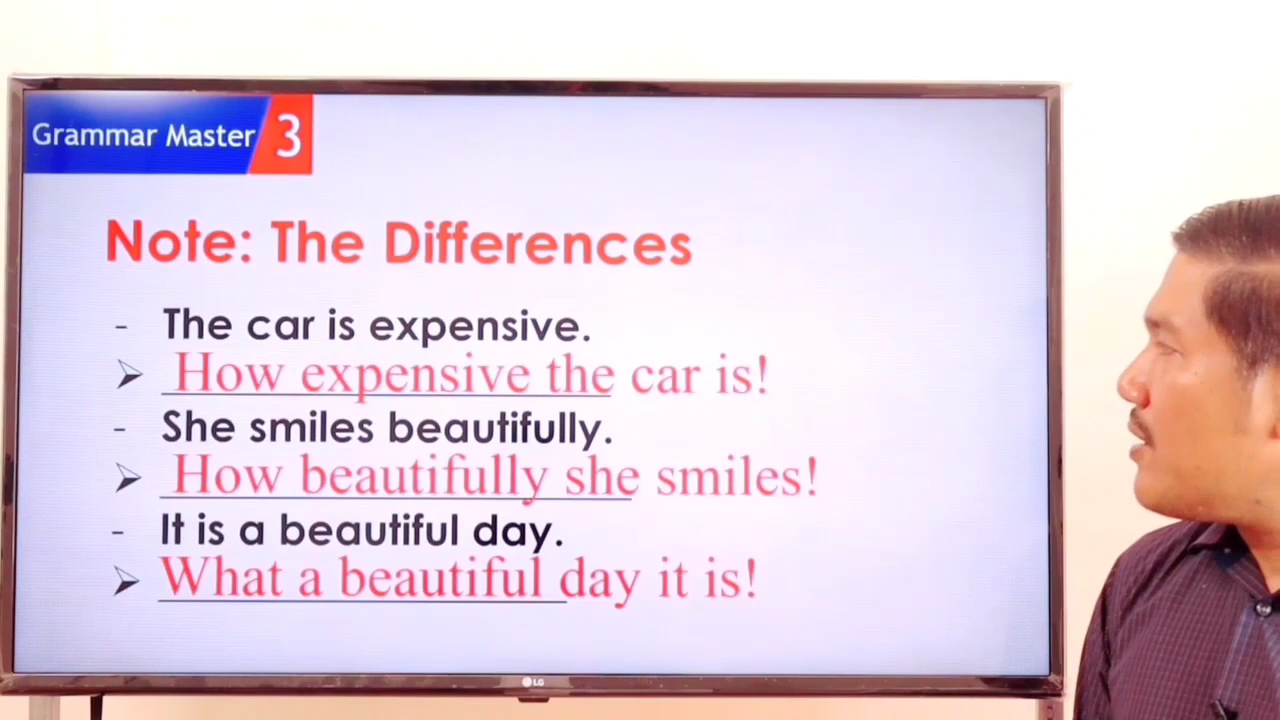 Grammar Master 3
Note: The Differences
- The car is expensive.
➢ How expensive the car is!
- She smiles beautifully.
➢ How beautifully she smiles!
- It is a beautiful day.
➢ What a beautiful day it is!
LG